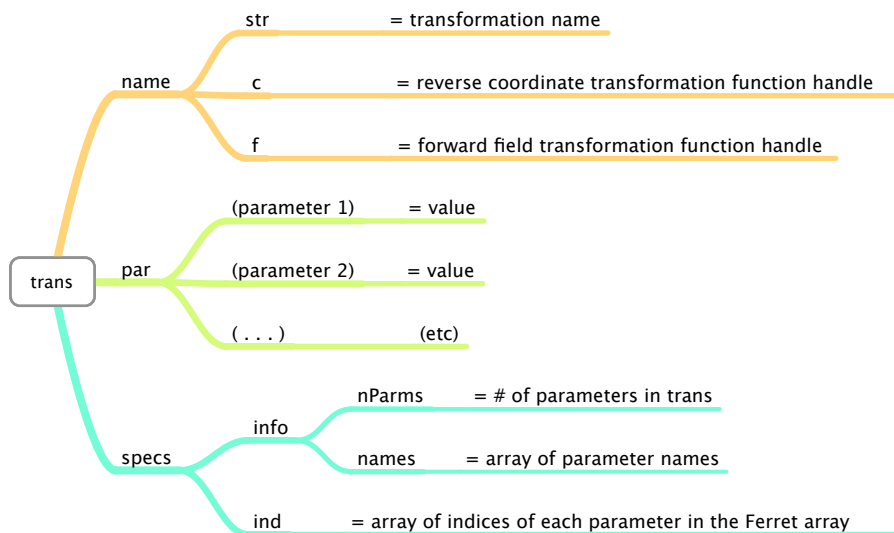 str = transformation name
name
c = reverse coordinate transformation function handle
f = forward field transformation function handle
(parameter 1) = value
trans
par
(parameter 2) = value
( . . . ) (etc)
nParms = # of parameters in trans
info
specs
names = array of parameter names
ind = array of indices of each parameter in the Ferret array